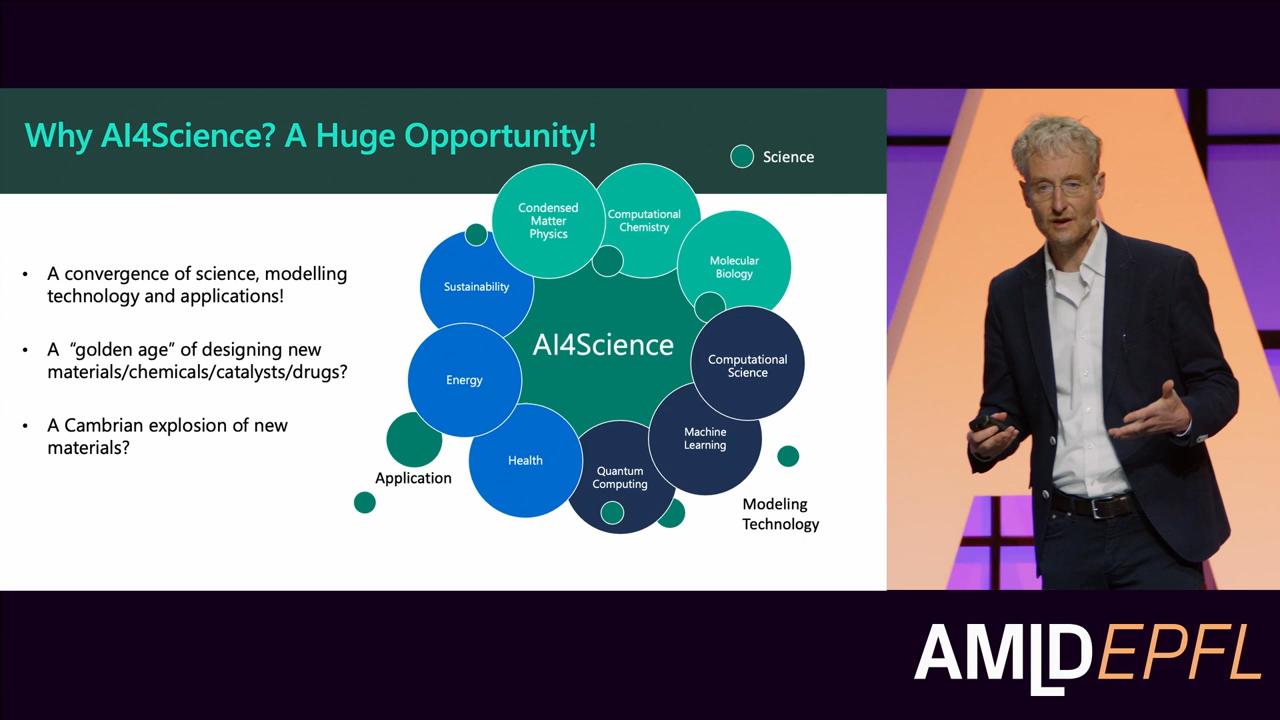 Why AI4Science? A Huge Opportunity!
Science
• A convergence of science, modelling
technology and applications!
• A “golden age” of designing new
materials/chemicals/catalysts/drugs?
• A Cambrian explosion of new
materials?
Condensed
Matter
Physics
Computational
Chemistry
Molecular
Biology
Sustainability
AI4Science
Computational
Science
Energy
Machine
Learning
Health
Quantum
Computing
Application
Modeling
Technology
AMLD EPFL